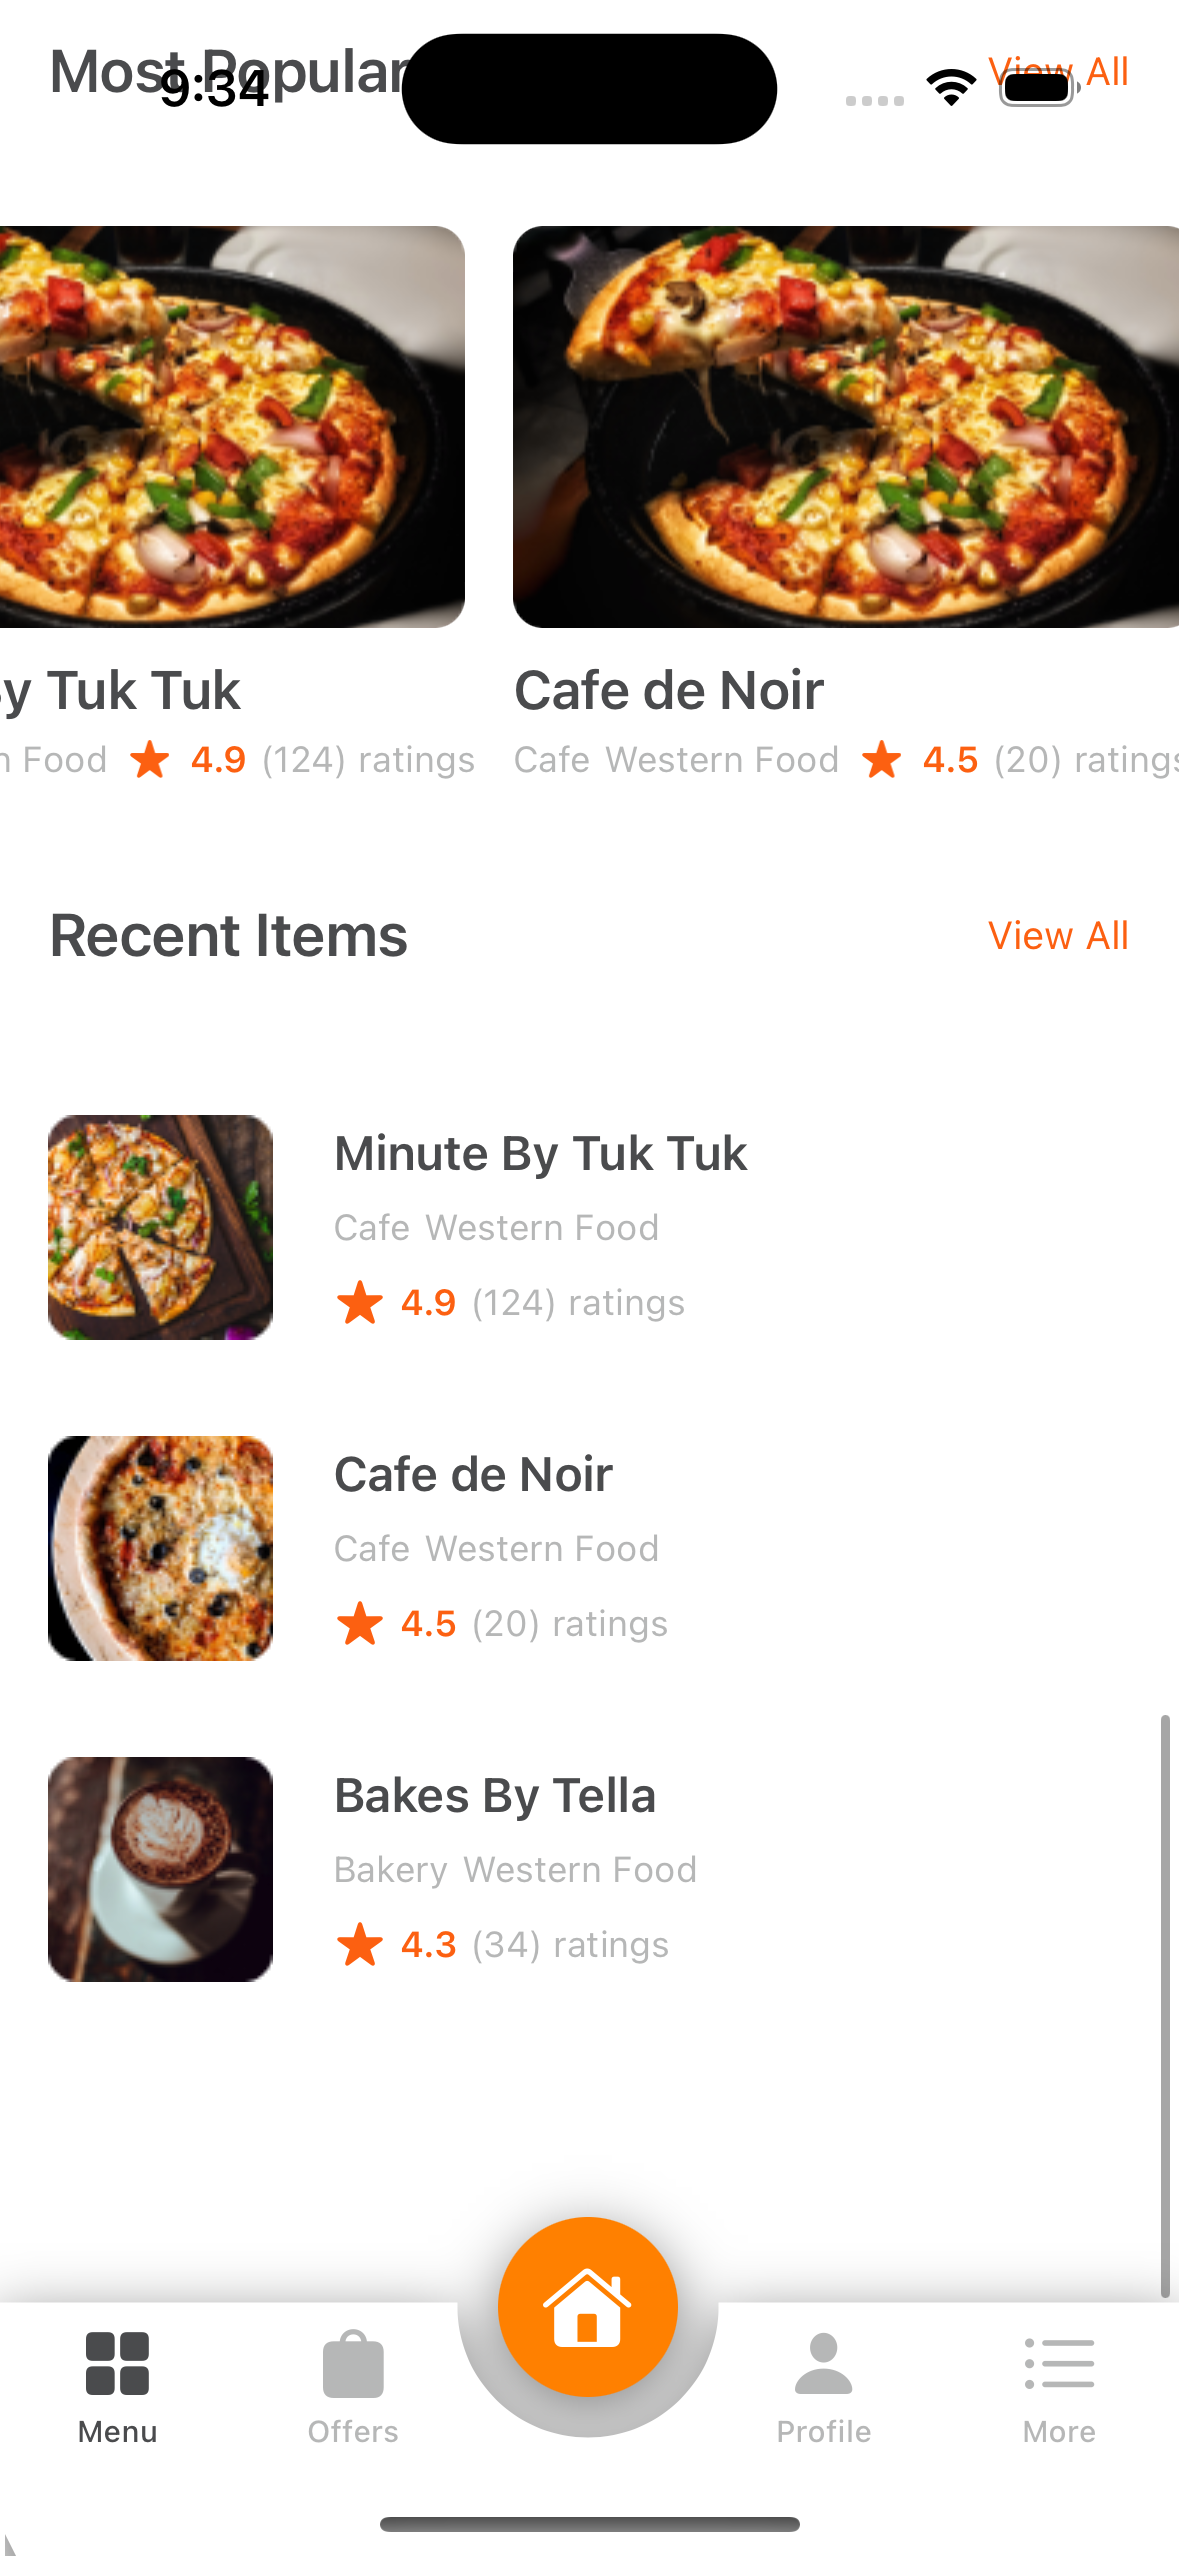 Most Popular
View All
9:34
By Tuk Tuk
Cafe de Noir
Food 4.9 (124) ratings
Cafe Western Food 4.5 (20) ratings
Recent Items
View All
Minute By Tuk Tuk
Cafe Western Food
4.9 (124) ratings
Cafe de Noir
Cafe Western Food
4.5 (20) ratings
Bakes By Tella
Bakery Western Food
4.3 (34) ratings
Menu
Offers
Profile
More